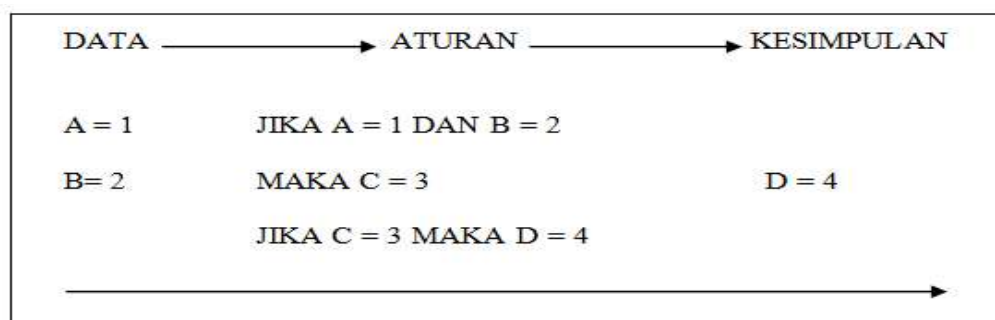 DATA ATURAN KESIMPULAN
A = 1 JIKA A = 1 DAN B = 2
B= 2 MAKA C = 3 D = 4
JIKA C = 3 MAKA D = 4